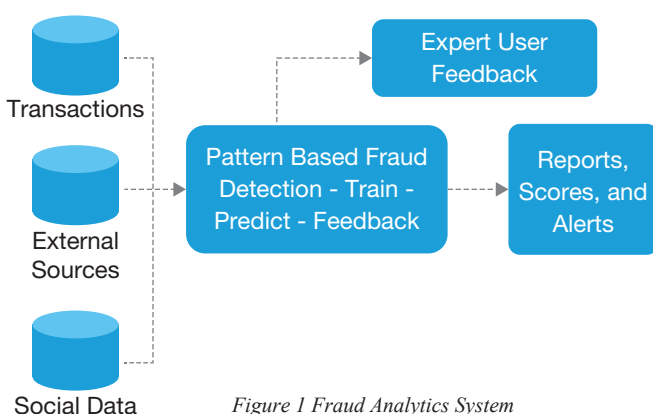 Transactions
External
Sources
Social Data
Pattern Based Fraud
Detection - Train -
Predict - Feedback
Expert User
Feedback
Reports,
Scores, and
Alerts
Figure 1 Fraud Analytics System